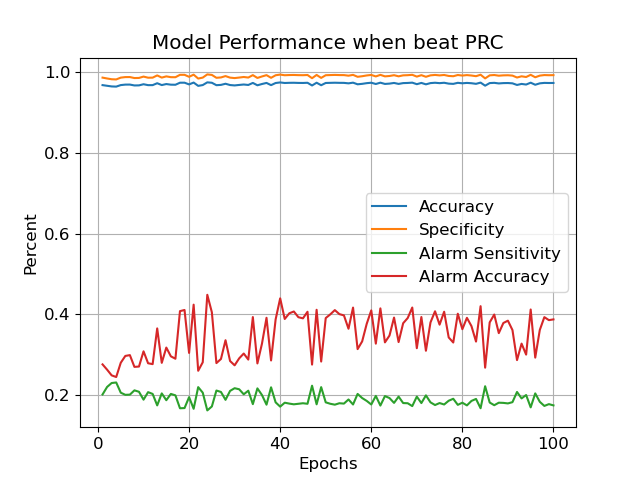 Model Performance when beat PRC
1.0
0.8
0.6
0.4
0.2
Percent
Accuracy
Specificity
Alarm Sensitivity
Alarm Accuracy
0 20 40 60 80 100
Epochs